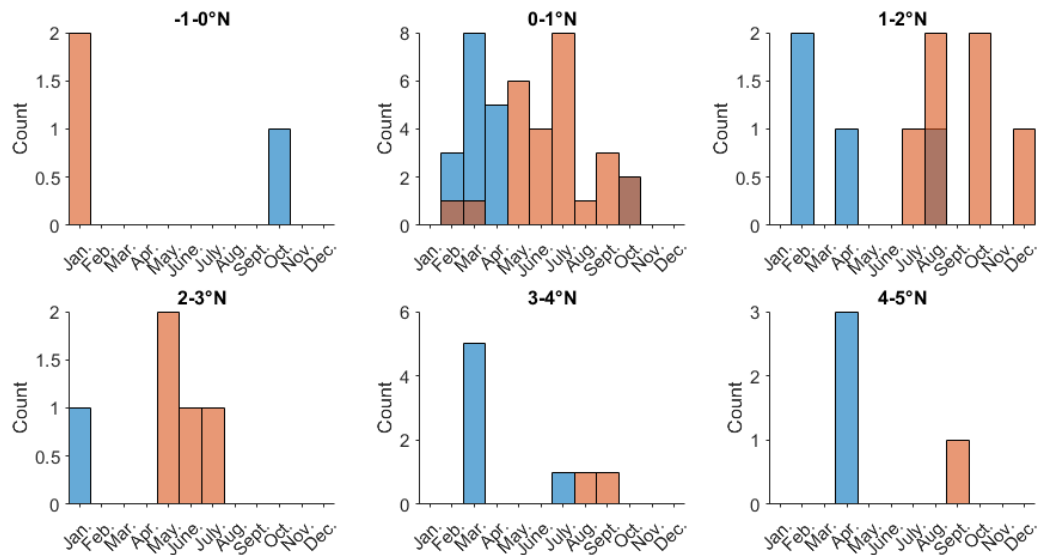 -1-0°N
0-1°N
1-2°N
Count
2
1.5
1
0.5
0
Jan. Feb. Mar. Apr. May. June. July. Aug. Sept. Oct. Nov. Dec.
Count
8
6
4
2
0
Jan. Feb. Mar. Apr. May. June. July. Aug. Sept. Oct. Nov. Dec.
Count
2
1.5
1
0.5
0
Jan. Feb. Mar. Apr. May. June. July. Aug. Sept. Oct. Nov. Dec.
2-3°N
3-4°N
4-5°N
Count
2
1.5
1
0.5
0
Jan. Feb. Mar. Apr. May. June. July. Aug. Sept. Oct. Nov. Dec.
Count
6
4
2
0
Jan. Feb. Mar. Apr. May. June. July. Aug. Sept. Oct. Nov. Dec.
Count
3
2
1
0
Jan. Feb. Mar. Apr. May. June. July. Aug. Sept. Oct. Nov. Dec.